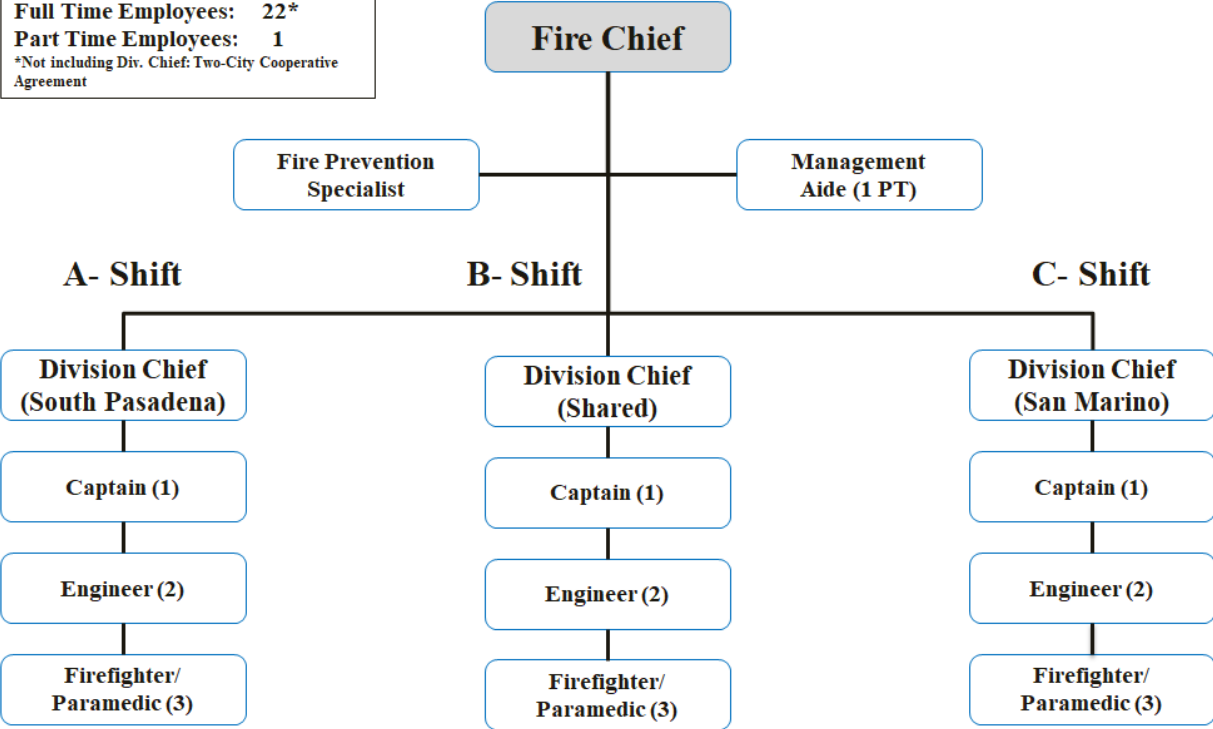 Full Time Employees: 22*
Part Time Employees: 1
*Not including Div. Chief: Two-City Cooperative
Agreement
Fire Chief
Fire Prevention
Specialist
Management
Aide (1 PT)
A- Shift
B- Shift
C- Shift
Division Chief
(South Pasadena)
Captain (1)
Engineer (2)
Firefighter/
Paramedic (3)
Division Chief
(Shared)
Captain (1)
Engineer (2)
Firefighter/
Paramedic (3)
Division Chief
(San Marino)
Captain (1)
Engineer (2)
Firefighter/
Paramedic (3)